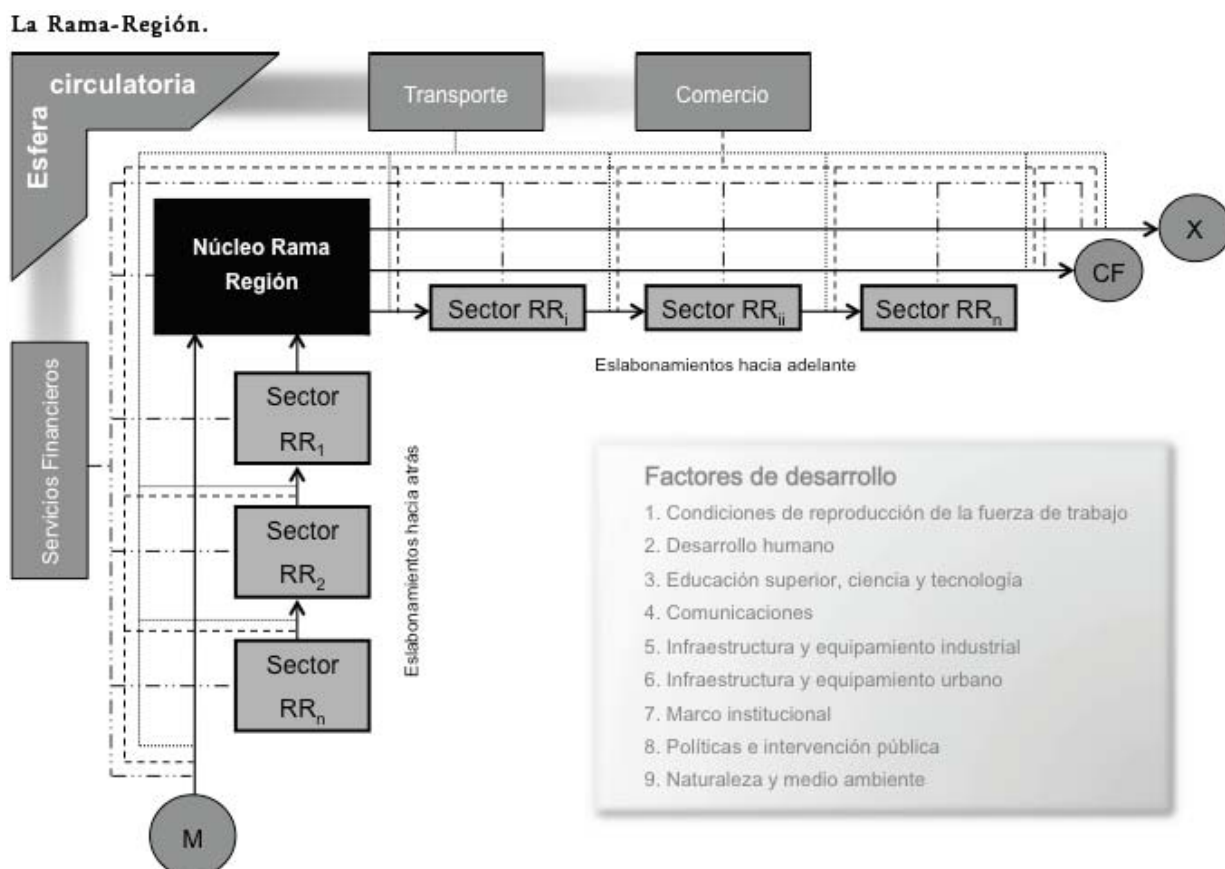 La Rama-Región.
Esfera
circulatoria
Transporte
Comercio
Servicios Financieros
Núcleo Rama
Región
X
CF
Sector RRi
Sector RRii
Sector RRn
Eslabonamientos hacia adelante
Sector
RR1
Sector
RR2
Sector
RRn
Eslabonamientos hacia atrás
M
Factores de desarrollo
1. Condiciones de reproducción de la fuerza de trabajo
2. Desarrollo humano
3. Educación superior, ciencia y tecnología
4. Comunicaciones
5. Infraestructura y equipamiento industrial
6. Infraestructura y equipamiento urbano
7. Marco institucional
8. Políticas e intervención pública
9. Naturaleza y medio ambiente